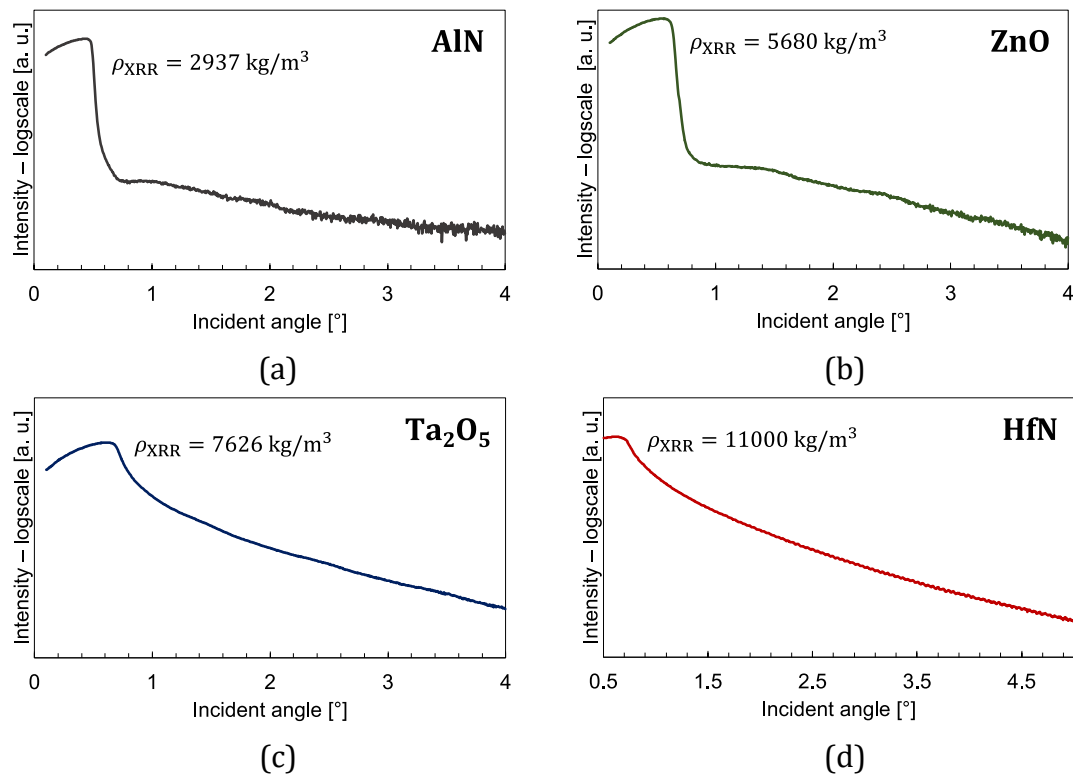 AlN
ρXRR = 2937 kg/m³
Intensity – logscale [a. u.]
0 1 2 3 4
Incident angle [°]
(a)
ZnO
ρXRR = 5680 kg/m³
Intensity – logscale [a. u.]
0 1 2 3 4
Incident angle [°]
(b)
Ta₂O₅
ρXRR = 7626 kg/m³
Intensity – logscale [a. u.]
0 1 2 3 4
Incident angle [°]
(c)
HfN
ρXRR = 11000 kg/m³
Intensity – logscale [a. u.]
0.5 1.5 2.5 3.5 4.5
Incident angle [°]
(d)